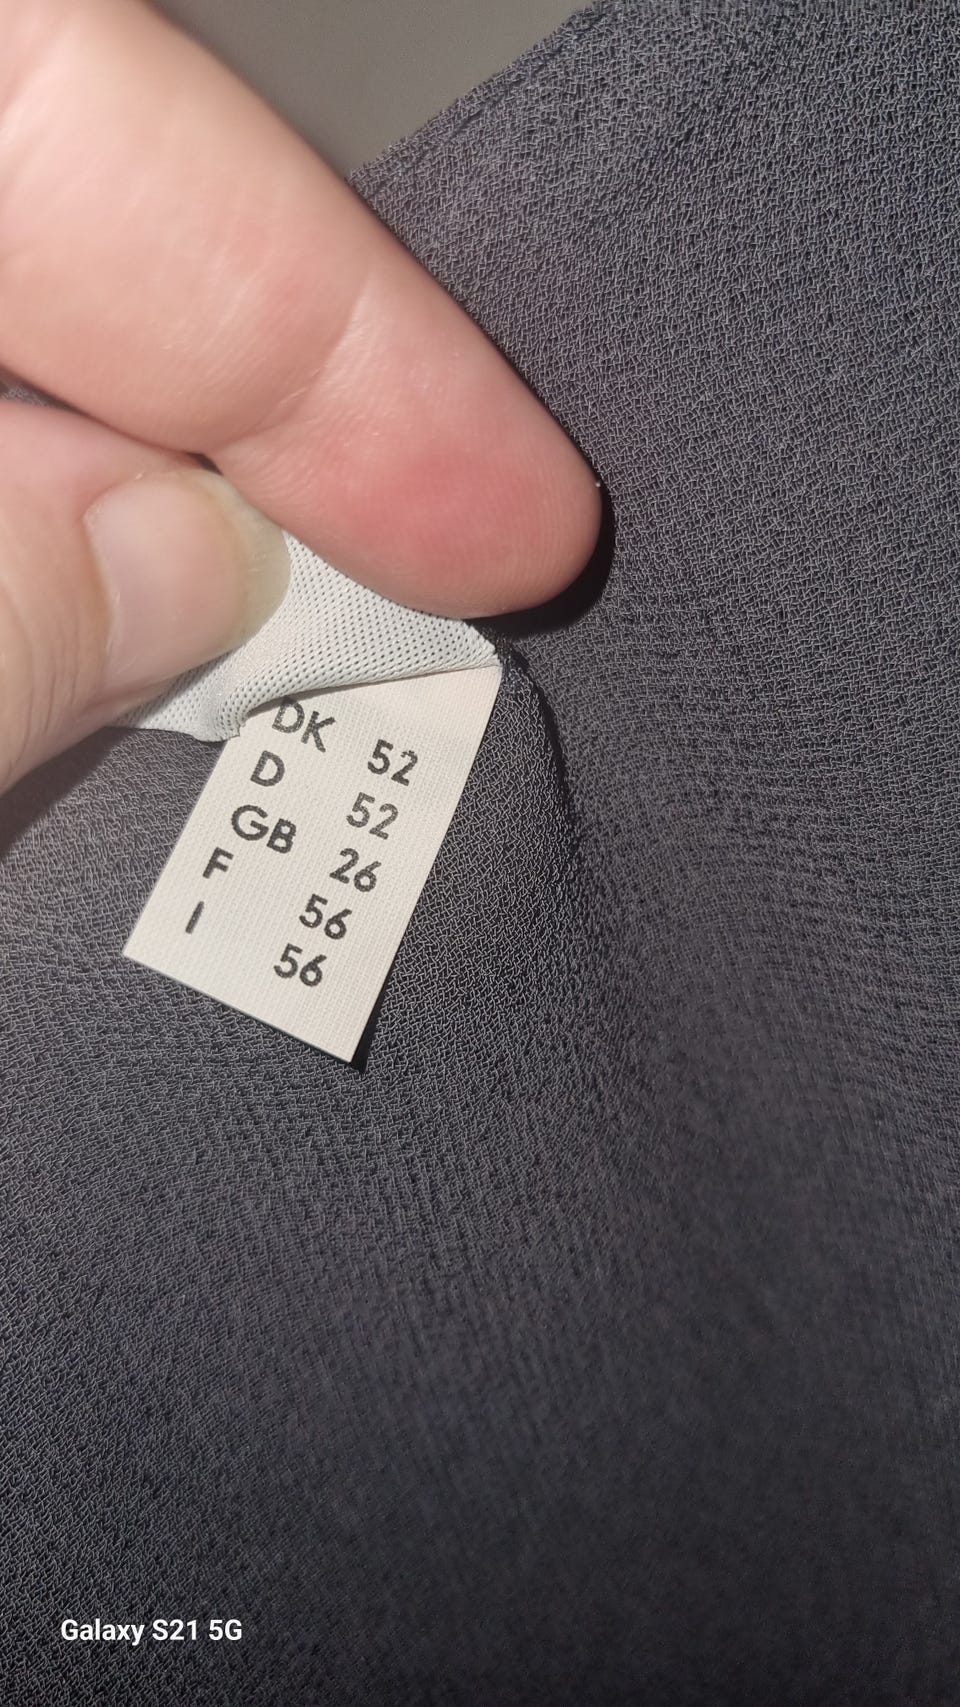 DK 52
D 52
GB 26
F 56
I 56
Galaxy S21 5G